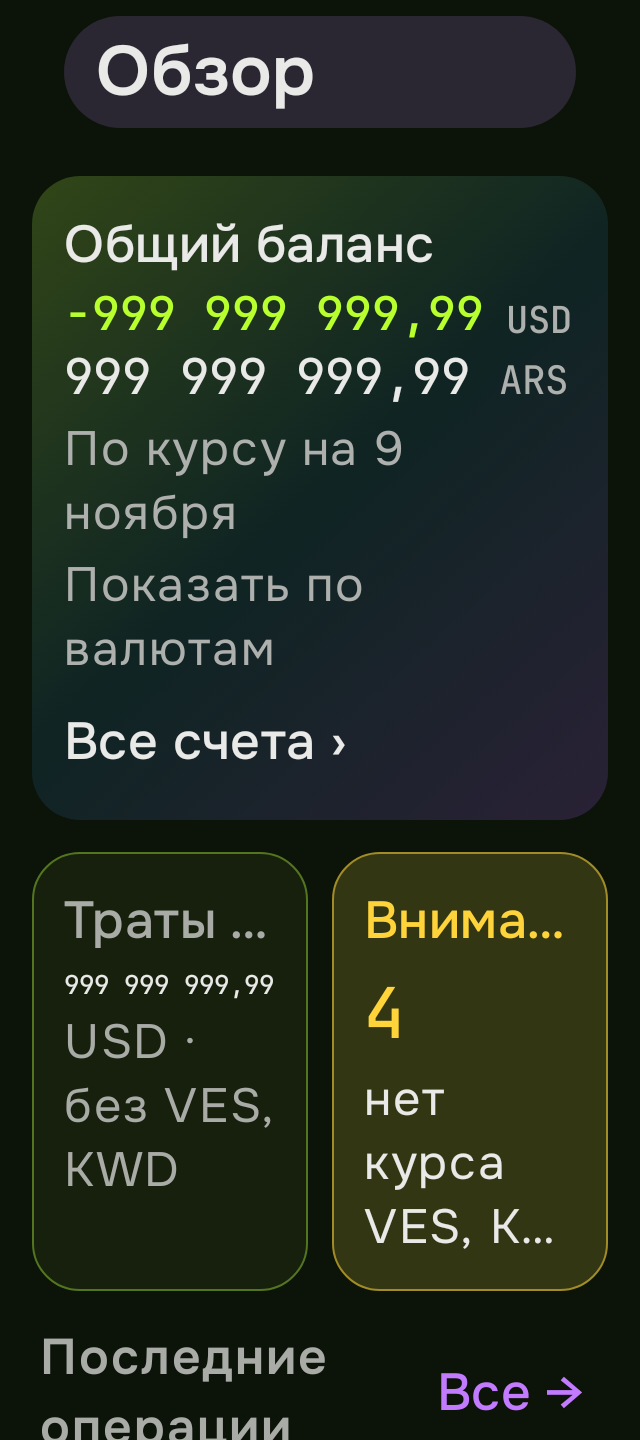 Обзор
Общий баланс
-999 999 999,99 USD
999 999 999,99 ARS
По курсу на 9
ноября
Показать по
валютам
Все счета ›
Траты ...
999 999 999,99
USD ·
без VES,
KWD
Внима...
4
нет
курса
VES, K...
Последние
операции
Все →